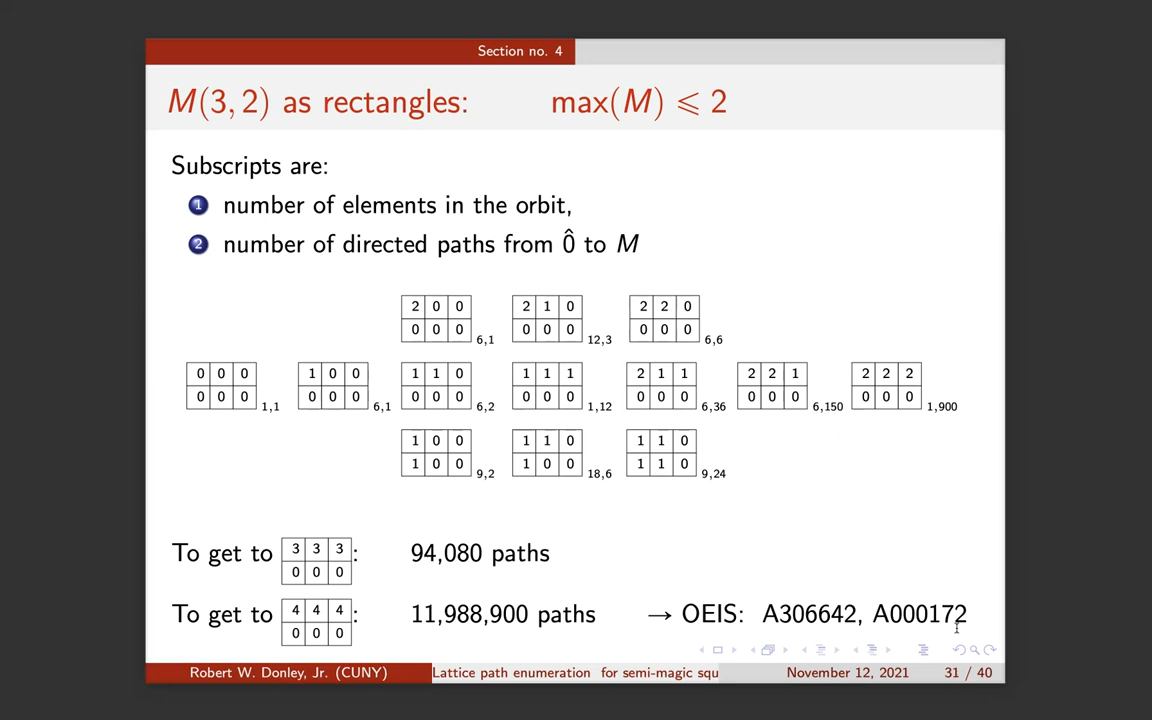 Section no. 4
M(3, 2) as rectangles: max(M) ⩽ 2
Subscripts are:
1 number of elements in the orbit,
2 number of directed paths from 0̂ to M
2 0 0 2 1 0 2 2 0
0 0 0 6,1 0 0 0 12,3 0 0 0 6,6
0 0 0 1 0 0 1 1 0 1 1 1 2 1 1 2 2 1 2 2 2
0 0 0 1,1 0 0 0 6,1 0 0 0 6,2 0 0 0 1,12 0 0 0 6,36 0 0 0 6,150 0 0 0 1,900
1 0 0 1 1 0 1 1 0
1 0 0 9,2 1 0 0 18,6 1 1 0 9,24
3 3 3
To get to : 94,080 paths
0 0 0
4 4 4
To get to : 11,988,900 paths → OEIS: A306642, A000172
0 0 0
Robert W. Donley, Jr. (CUNY) Lattice path enumeration for semi-magic squ November 12, 2021 31 / 40